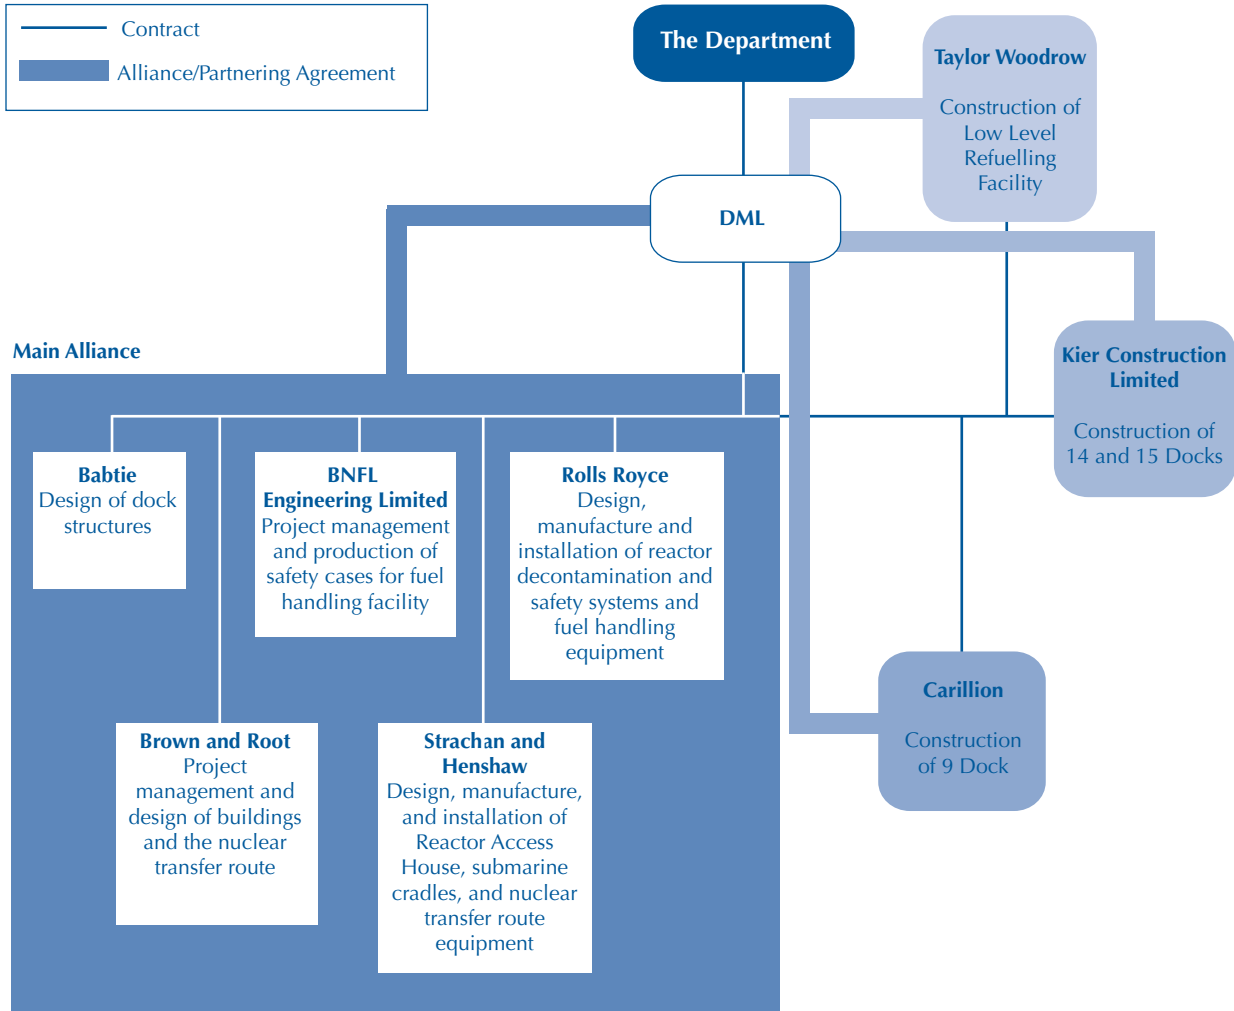 Contract
Alliance/Partnering Agreement
The Department
Taylor Woodrow
Construction of
Low Level
Refuelling
Facility
DML
Main Alliance
Kier Construction
Limited
Construction of
14 and 15 Docks
Babtie
Design of dock
structures
BNFL
Engineering Limited
Project management
and production of
safety cases for fuel
handling facility
Rolls Royce
Design,
manufacture and
installation of reactor
decontamination and
safety systems and
fuel handling
equipment
Carillion
Construction
of 9 Dock
Brown and Root
Project
management and
design of buildings
and the nuclear
transfer route
Strachan and
Henshaw
Design, manufacture,
and installation of
Reactor Access
House, submarine
cradles, and nuclear
transfer route
equipment